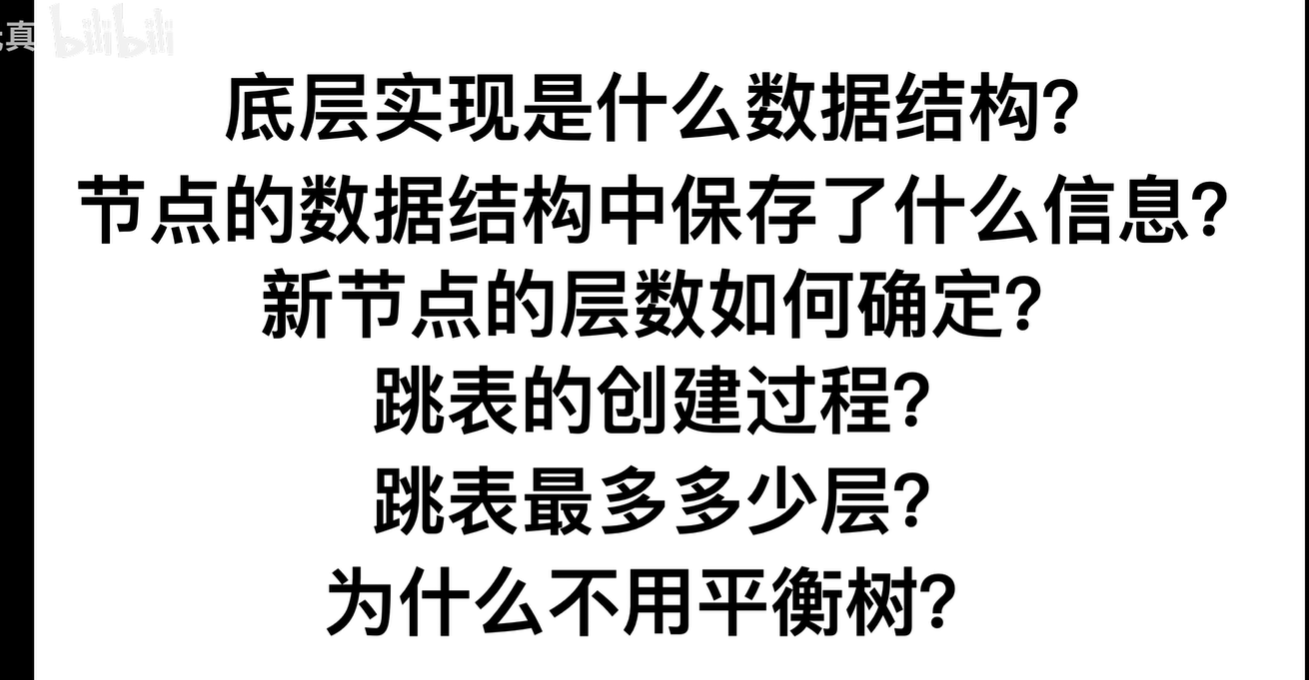 真
bilibili
底层实现是什么数据结构?
节点的数据结构中保存了什么信息?
新节点的层数如何确定?
跳表的创建过程?
跳表最多多少层?
为什么不用平衡树?